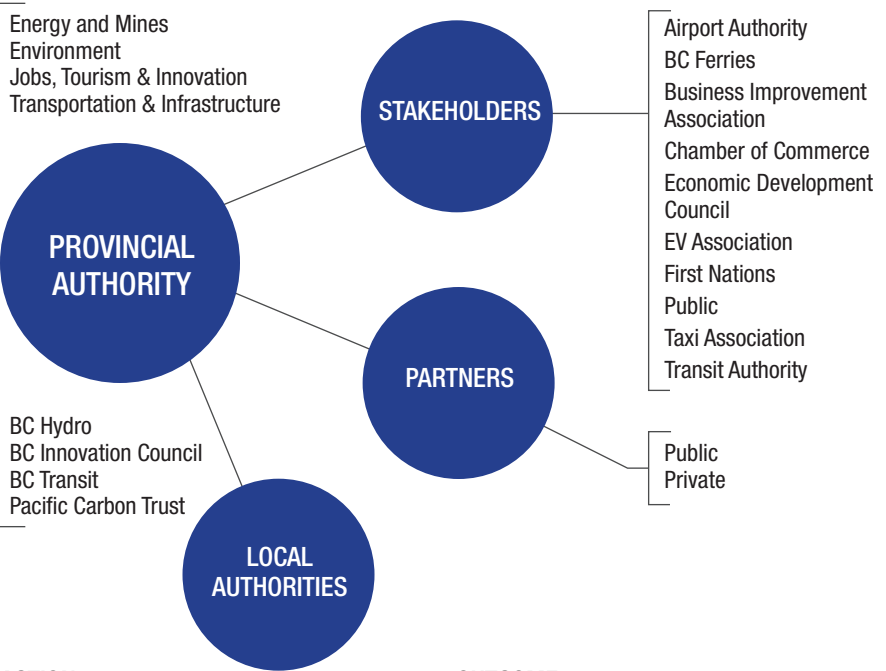 Energy and Mines
Environment
Jobs, Tourism & Innovation
Transportation & Infrastructure
PROVINCIAL
AUTHORITY
BC Hydro
BC Innovation Council
BC Transit
Pacific Carbon Trust
STAKEHOLDERS
Airport Authority
BC Ferries
Business Improvement
Association
Chamber of Commerce
Economic Development
Council
EV Association
First Nations
Public
Taxi Association
Transit Authority
PARTNERS
Public
Private
LOCAL
AUTHORITIES